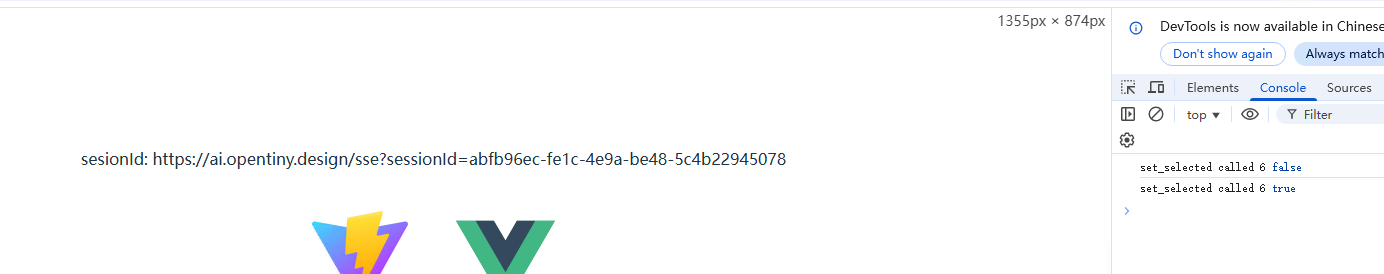 1355px × 874px
DevTools is now available in Chinese
Don't show again
Always match
Elements
Console
Sources
top
Filter
sesionId: https://ai.opentiny.design/sse?sessionId=abfb96ec-fe1c-4e9a-be48-5c4b22945078
set_selected called 6 false
set_selected called 6 true